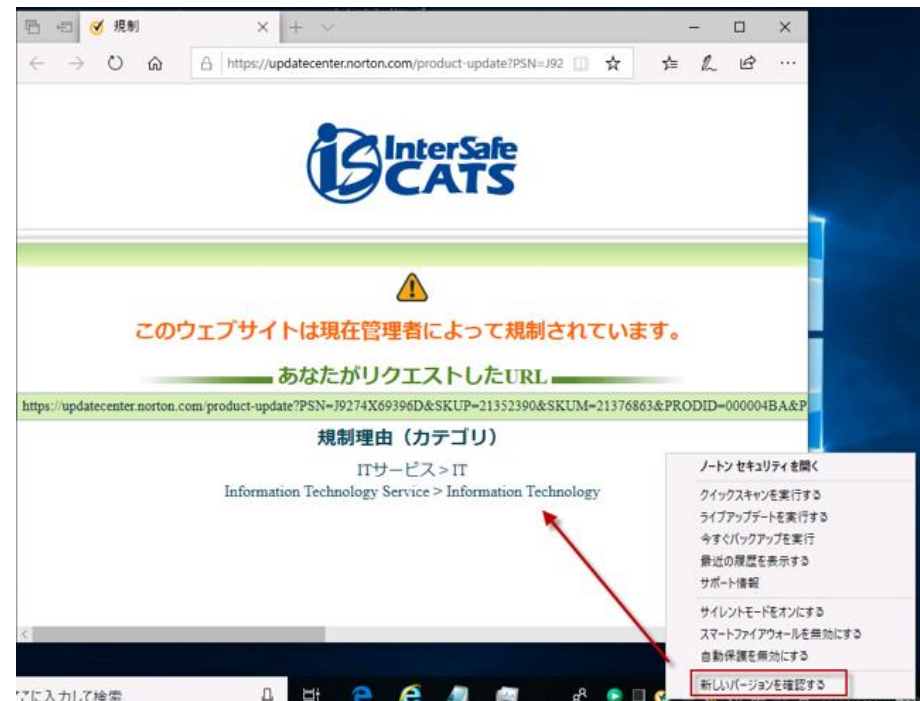 規制
https://updatecenter.norton.com/product-update?PSN=J92
iS InterSafe
CATS
このウェブサイトは現在管理者によって規制されています。
あなたがリクエストしたURL
https://updatecenter.norton.com/product-update?PSN=J9274X69396D&SKUP=21352390&SKUM=21376863&PRODID=000004BA&P
規制理由（カテゴリ）
ITサービス > IT
Information Technology Service > Information Technology
ノートン セキュリティ を開く
クイックスキャンを実行する
ライブアップデートを実行する
今すぐバックアップを実行
最近の履歴を表示する
サポート情報
サイレントモードをオンにする
スマートファイアウォールを無効にする
自動保護を無効にする
新しいバージョンを確認する
ここに入力して検索